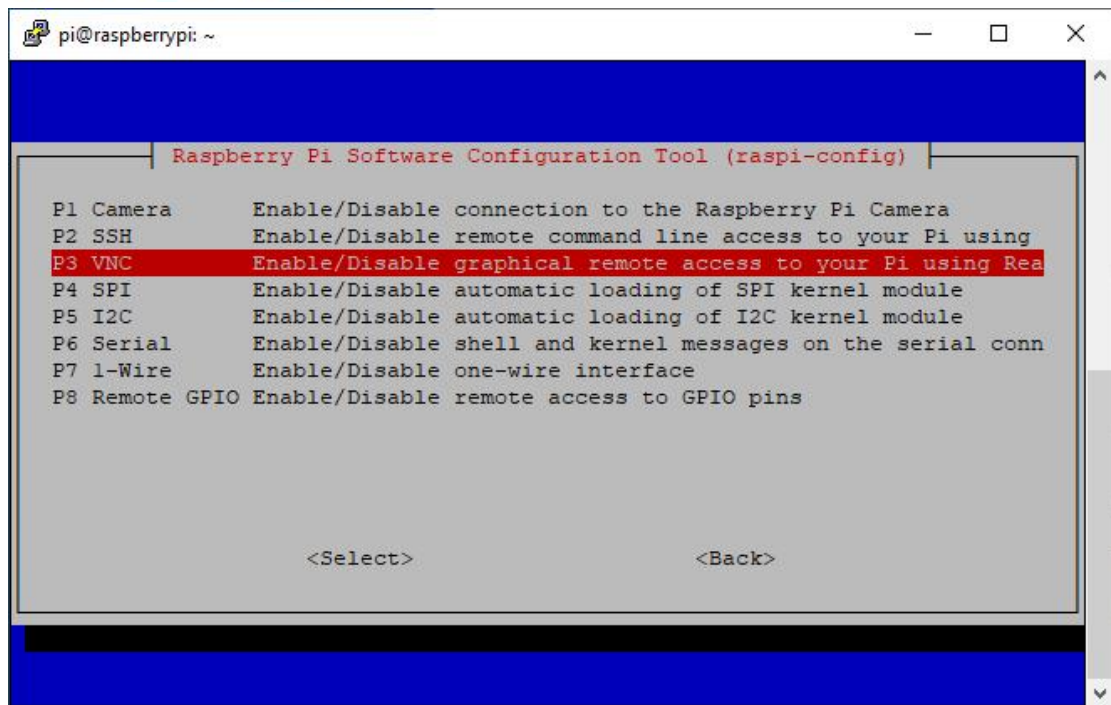 pi@raspberrypi: ~
Raspberry Pi Software Configuration Tool (raspi-config)
P1 Camera Enable/Disable connection to the Raspberry Pi Camera
P2 SSH Enable/Disable remote command line access to your Pi using
P3 VNC Enable/Disable graphical remote access to your Pi using Rea
P4 SPI Enable/Disable automatic loading of SPI kernel module
P5 I2C Enable/Disable automatic loading of I2C kernel module
P6 Serial Enable/Disable shell and kernel messages on the serial conn
P7 1-Wire Enable/Disable one-wire interface
P8 Remote GPIO Enable/Disable remote access to GPIO pins
<Select> <Back>